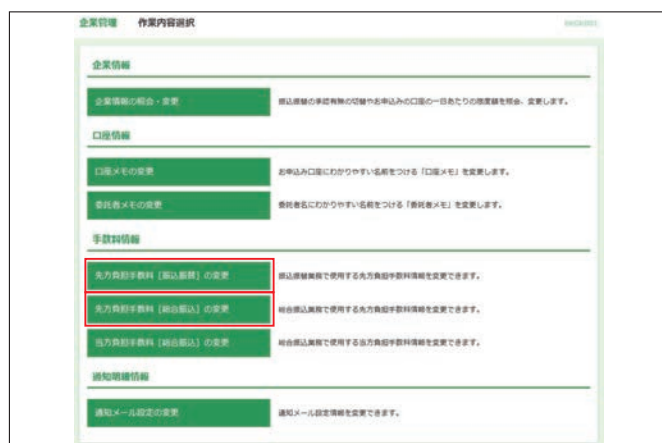 企業管理 作業内容選択
企業情報
企業情報の照会・変更 振込振替の承認有無の切替やお申込みの口座の一日あたりの限度額を照会、変更します。
口座情報
口座メモの変更 お申込み口座にわかりやすい名前をつける「口座メモ」を変更します。
委託者メモの変更 委託者名にわかりやすい名前をつける「委託者メモ」を変更します。
手数料情報
先方負担手数料［振込振替］の変更 振込振替業務で使用する先方負担手数料情報を変更できます。
先方負担手数料［総合振込］の変更 総合振込業務で使用する先方負担手数料情報を変更できます。
当方負担手数料［総合振込］の変更 総合振込業務で使用する当方負担手数料情報を変更できます。
通知明細情報
通知メール設定の変更 通知メール設定情報を変更できます。